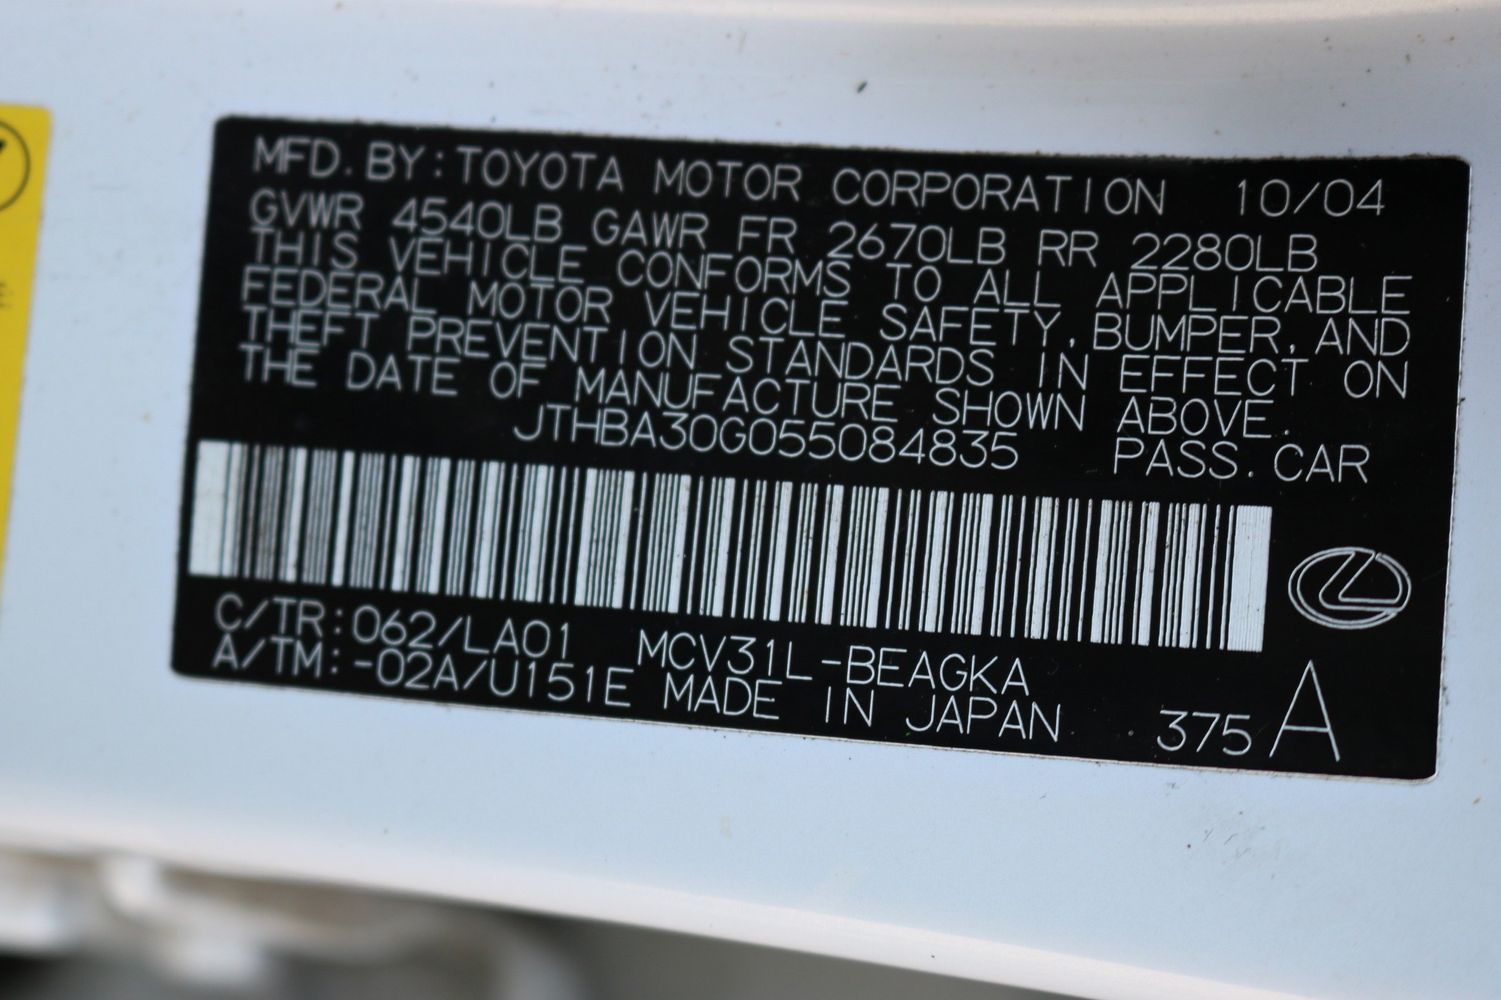 MFD. BY:TOYOTA MOTOR CORPORATION 10/04
GVWR 4540LB GAWR FR 2670LB RR 2280LB
THIS VEHICLE CONFORMS TO ALL APPLICABLE
FEDERAL MOTOR VEHICLE SAFETY, BUMPER, AND
THEFT PREVENTION STANDARDS IN EFFECT ON
THE DATE OF MANUFACTURE SHOWN ABOVE.
JTHBA30G055084835 PASS. CAR
C/TR:062/LA01 MCV31L-BEAGKA
A/TM:-02A/U151E MADE IN JAPAN 375 A